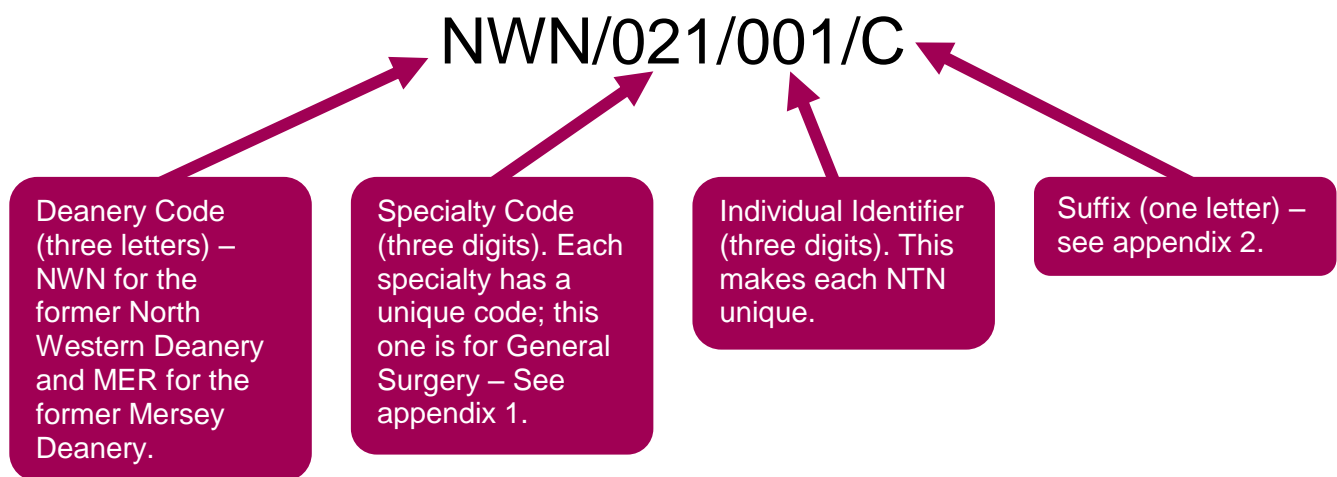 NWN/021/001/C
Deanery Code
(three letters) –
NWN for the
former North
Western Deanery
and MER for the
former Mersey
Deanery.
Specialty Code
(three digits). Each
specialty has a
unique code; this
one is for General
Surgery – See
appendix 1.
Individual Identifier
(three digits). This
makes each NTN
unique.
Suffix (one letter) –
see appendix 2.